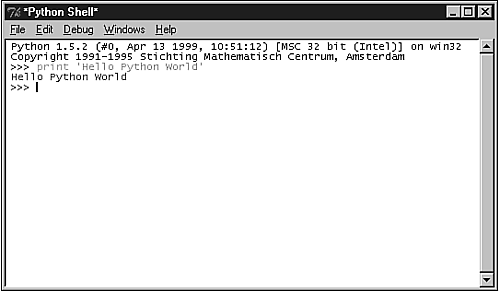 *Python Shell*
File Edit Debug Windows Help
Python 1.5.2 (#0, Apr 13 1999, 10:51:12) [MSC 32 bit (Intel)] on win32
Copyright 1991-1995 Stichting Mathematisch Centrum, Amsterdam
>>> print 'Hello Python World'
Hello Python World
>>>